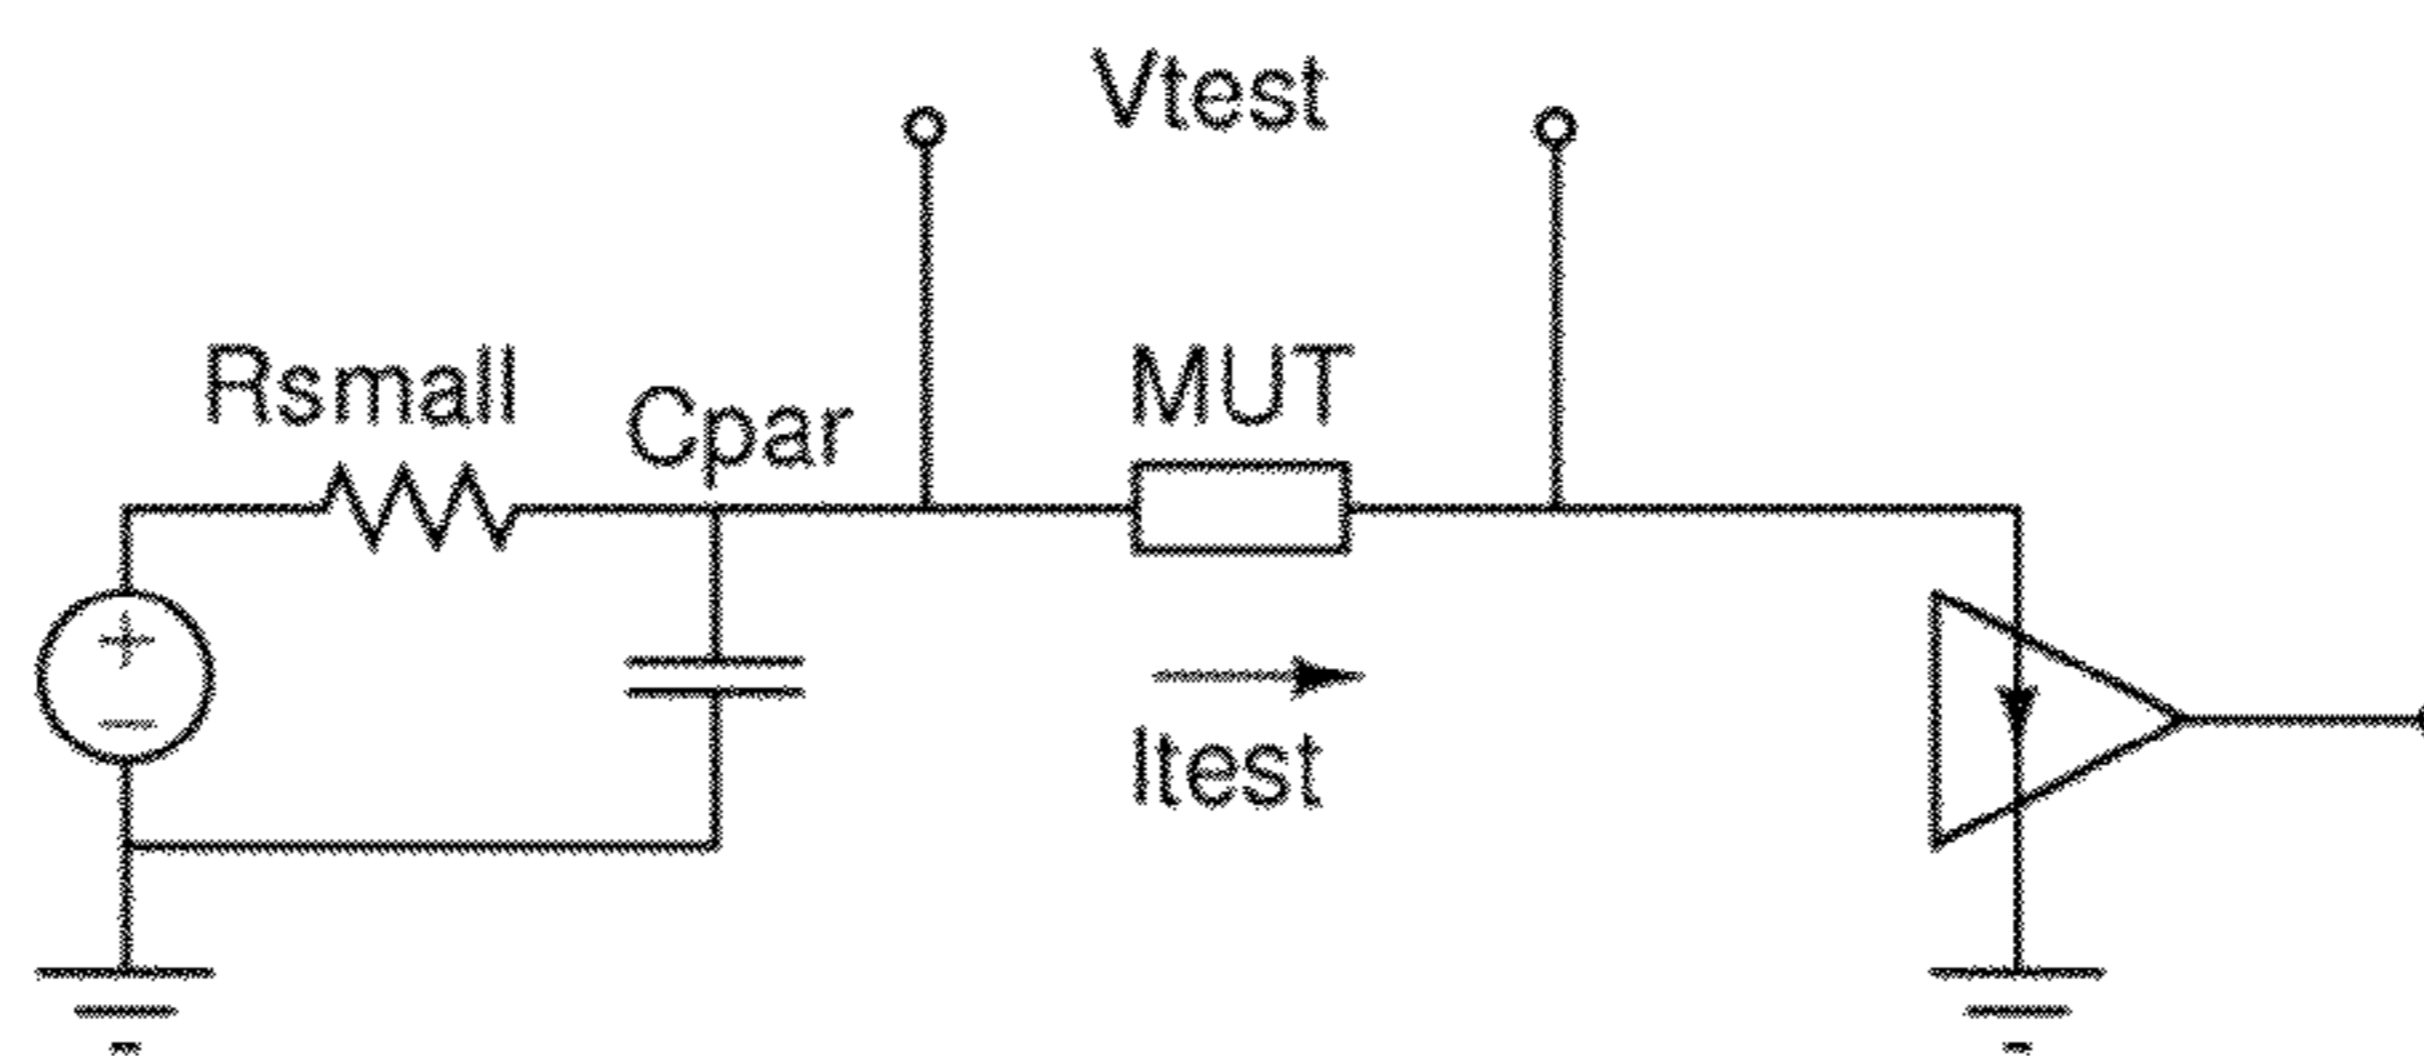 Vtest
Rsmall
Cpar
MUT
+
−
Itest